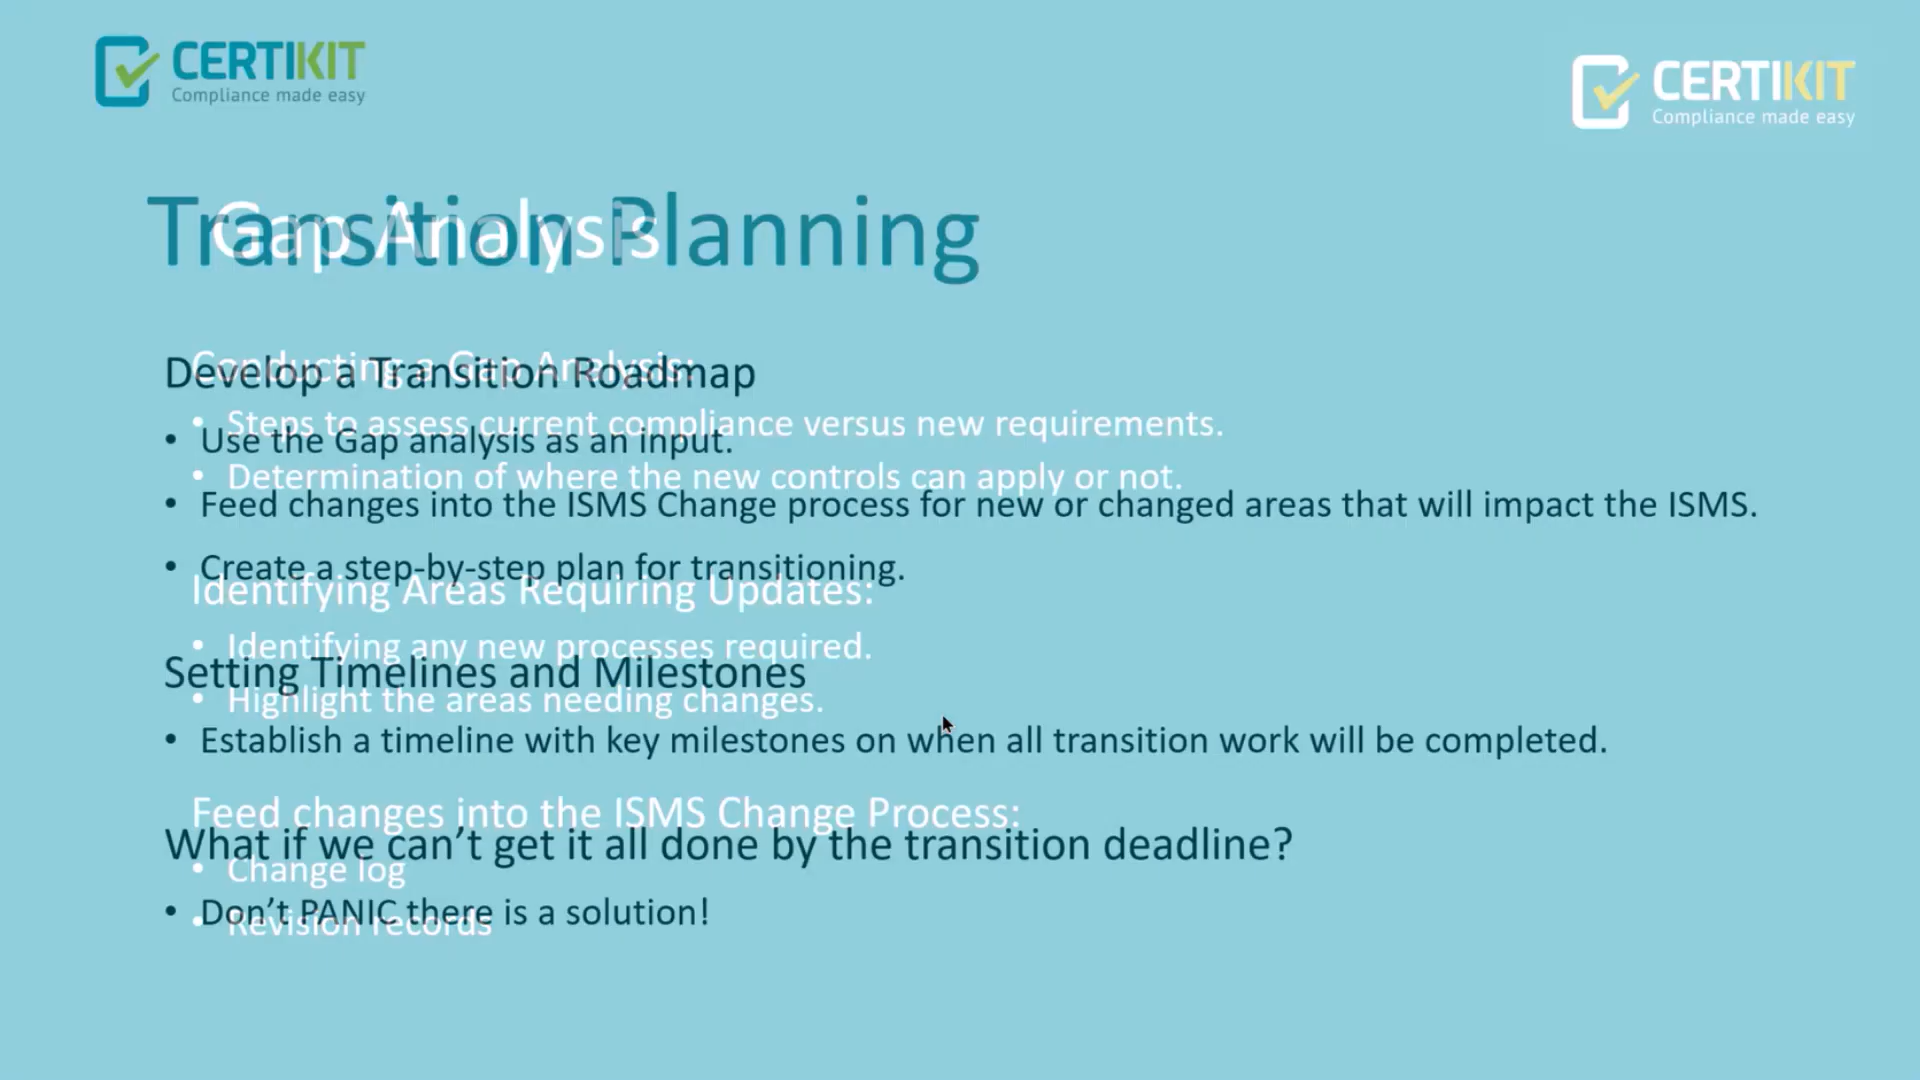 CERTIKIT
Compliance made easy
CERTIKIT
Compliance made easy
Transition Planning
Develop a Transition Roadmap
• Use the Gap analysis as an input.
• Feed changes into the ISMS Change process for new or changed areas that will impact the ISMS.
• Create a step-by-step plan for transitioning.
Setting Timelines and Milestones
• Establish a timeline with key milestones on when all transition work will be completed.
What if we can’t get it all done by the transition deadline?
• Don’t PANIC there is a solution!
Gap Analysis
Conducting a Gap Analysis:
• Steps to assess current compliance versus new requirements.
• Determination of where the new controls can apply or not.
Identifying Areas Requiring Updates:
• Identifying any new processes required.
• Highlight the areas needing changes.
Feed changes into the ISMS Change Process:
• Change log
• Revision records